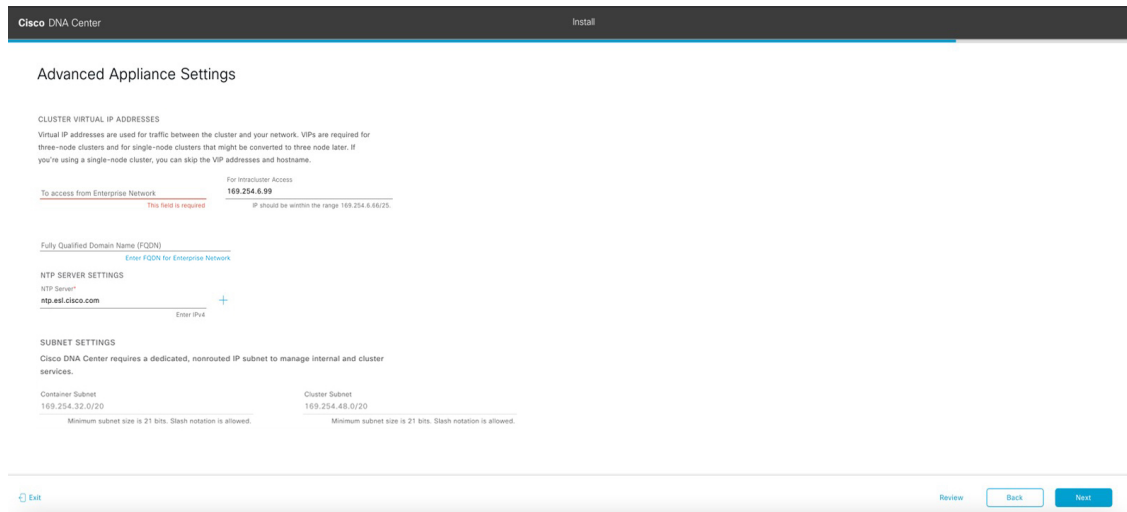 Cisco DNA Center
Install
Advanced Appliance Settings
CLUSTER VIRTUAL IP ADDRESSES
Virtual IP addresses are used for traffic between the cluster and your network. VIPs are required for
three-node clusters and for single-node clusters that might be converted to three node later. If
you're using a single-node cluster, you can skip the VIP addresses and hostname.
To access from Enterprise Network
This field is required
For Intracluster Access
169.254.6.99
IP should be winthin the range 169.254.6.66/25.
Fully Qualified Domain Name (FQDN)
Enter FQDN for Enterprise Network
NTP SERVER SETTINGS
NTP Server*
ntp.esl.cisco.com
+
Enter IPv4
SUBNET SETTINGS
Cisco DNA Center requires a dedicated, nonrouted IP subnet to manage internal and cluster
services.
Container Subnet
169.254.32.0/20
Minimum subnet size is 21 bits. Slash notation is allowed.
Cluster Subnet
169.254.48.0/20
Minimum subnet size is 21 bits. Slash notation is allowed.
Exit
Review
Back
Next